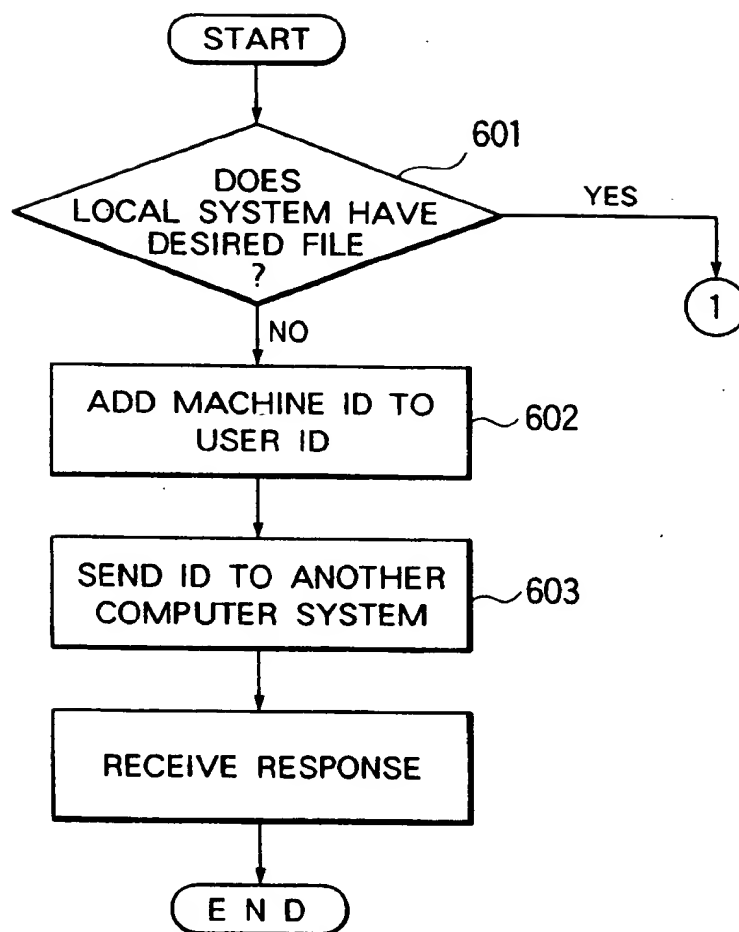 START
601
DOES
LOCAL SYSTEM HAVE
DESIRED FILE
?
YES
1
NO
ADD MACHINE ID TO
USER ID
602
SEND ID TO ANOTHER
COMPUTER SYSTEM
603
RECEIVE RESPONSE
END